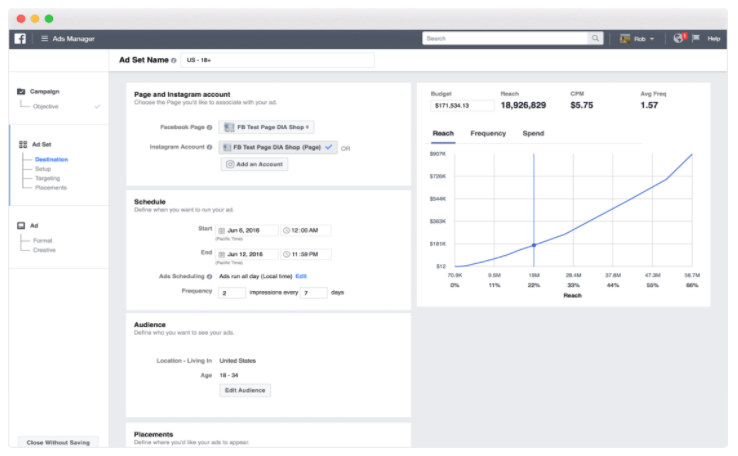 f Ads Manager Search Rob 1 Help
Ad Set Name US - 18+
Campaign
Objective
Ad Set
Destination
Setup
Targeting
Placements
Ad
Format
Creative
Close Without Saving
Page and Instagram account
Choose the Page you'd like to associate with your ad.
Facebook Page FB Test Page DIA Shop
Instagram Account FB Test Page DIA Shop (Page) OR
Add an Account
Schedule
Define when you want to run your ad.
Start Jun 6, 2016 12:00 AM
(Pacific Time)
End Jun 12, 2016 11:59 PM
(Pacific Time)
Ads Scheduling Ads run all day (Local time) Edit
Frequency 2 impressions every 7 days
Audience
Define who you want to see your ads.
Location - Living In United States
Age 18 - 34
Edit Audience
Placements
Define where you'd like your ads to appear.
Budget Reach CPM Avg Freq
$171,534.13 18,926,829 $5.75 1.57
Reach Frequency Spend
$907K
$544K
$181K
70.9K 19M 28.4M 37.8M 47.3M 56.7M
0% 11% 22% 33% 44% 55% 66%
Reach